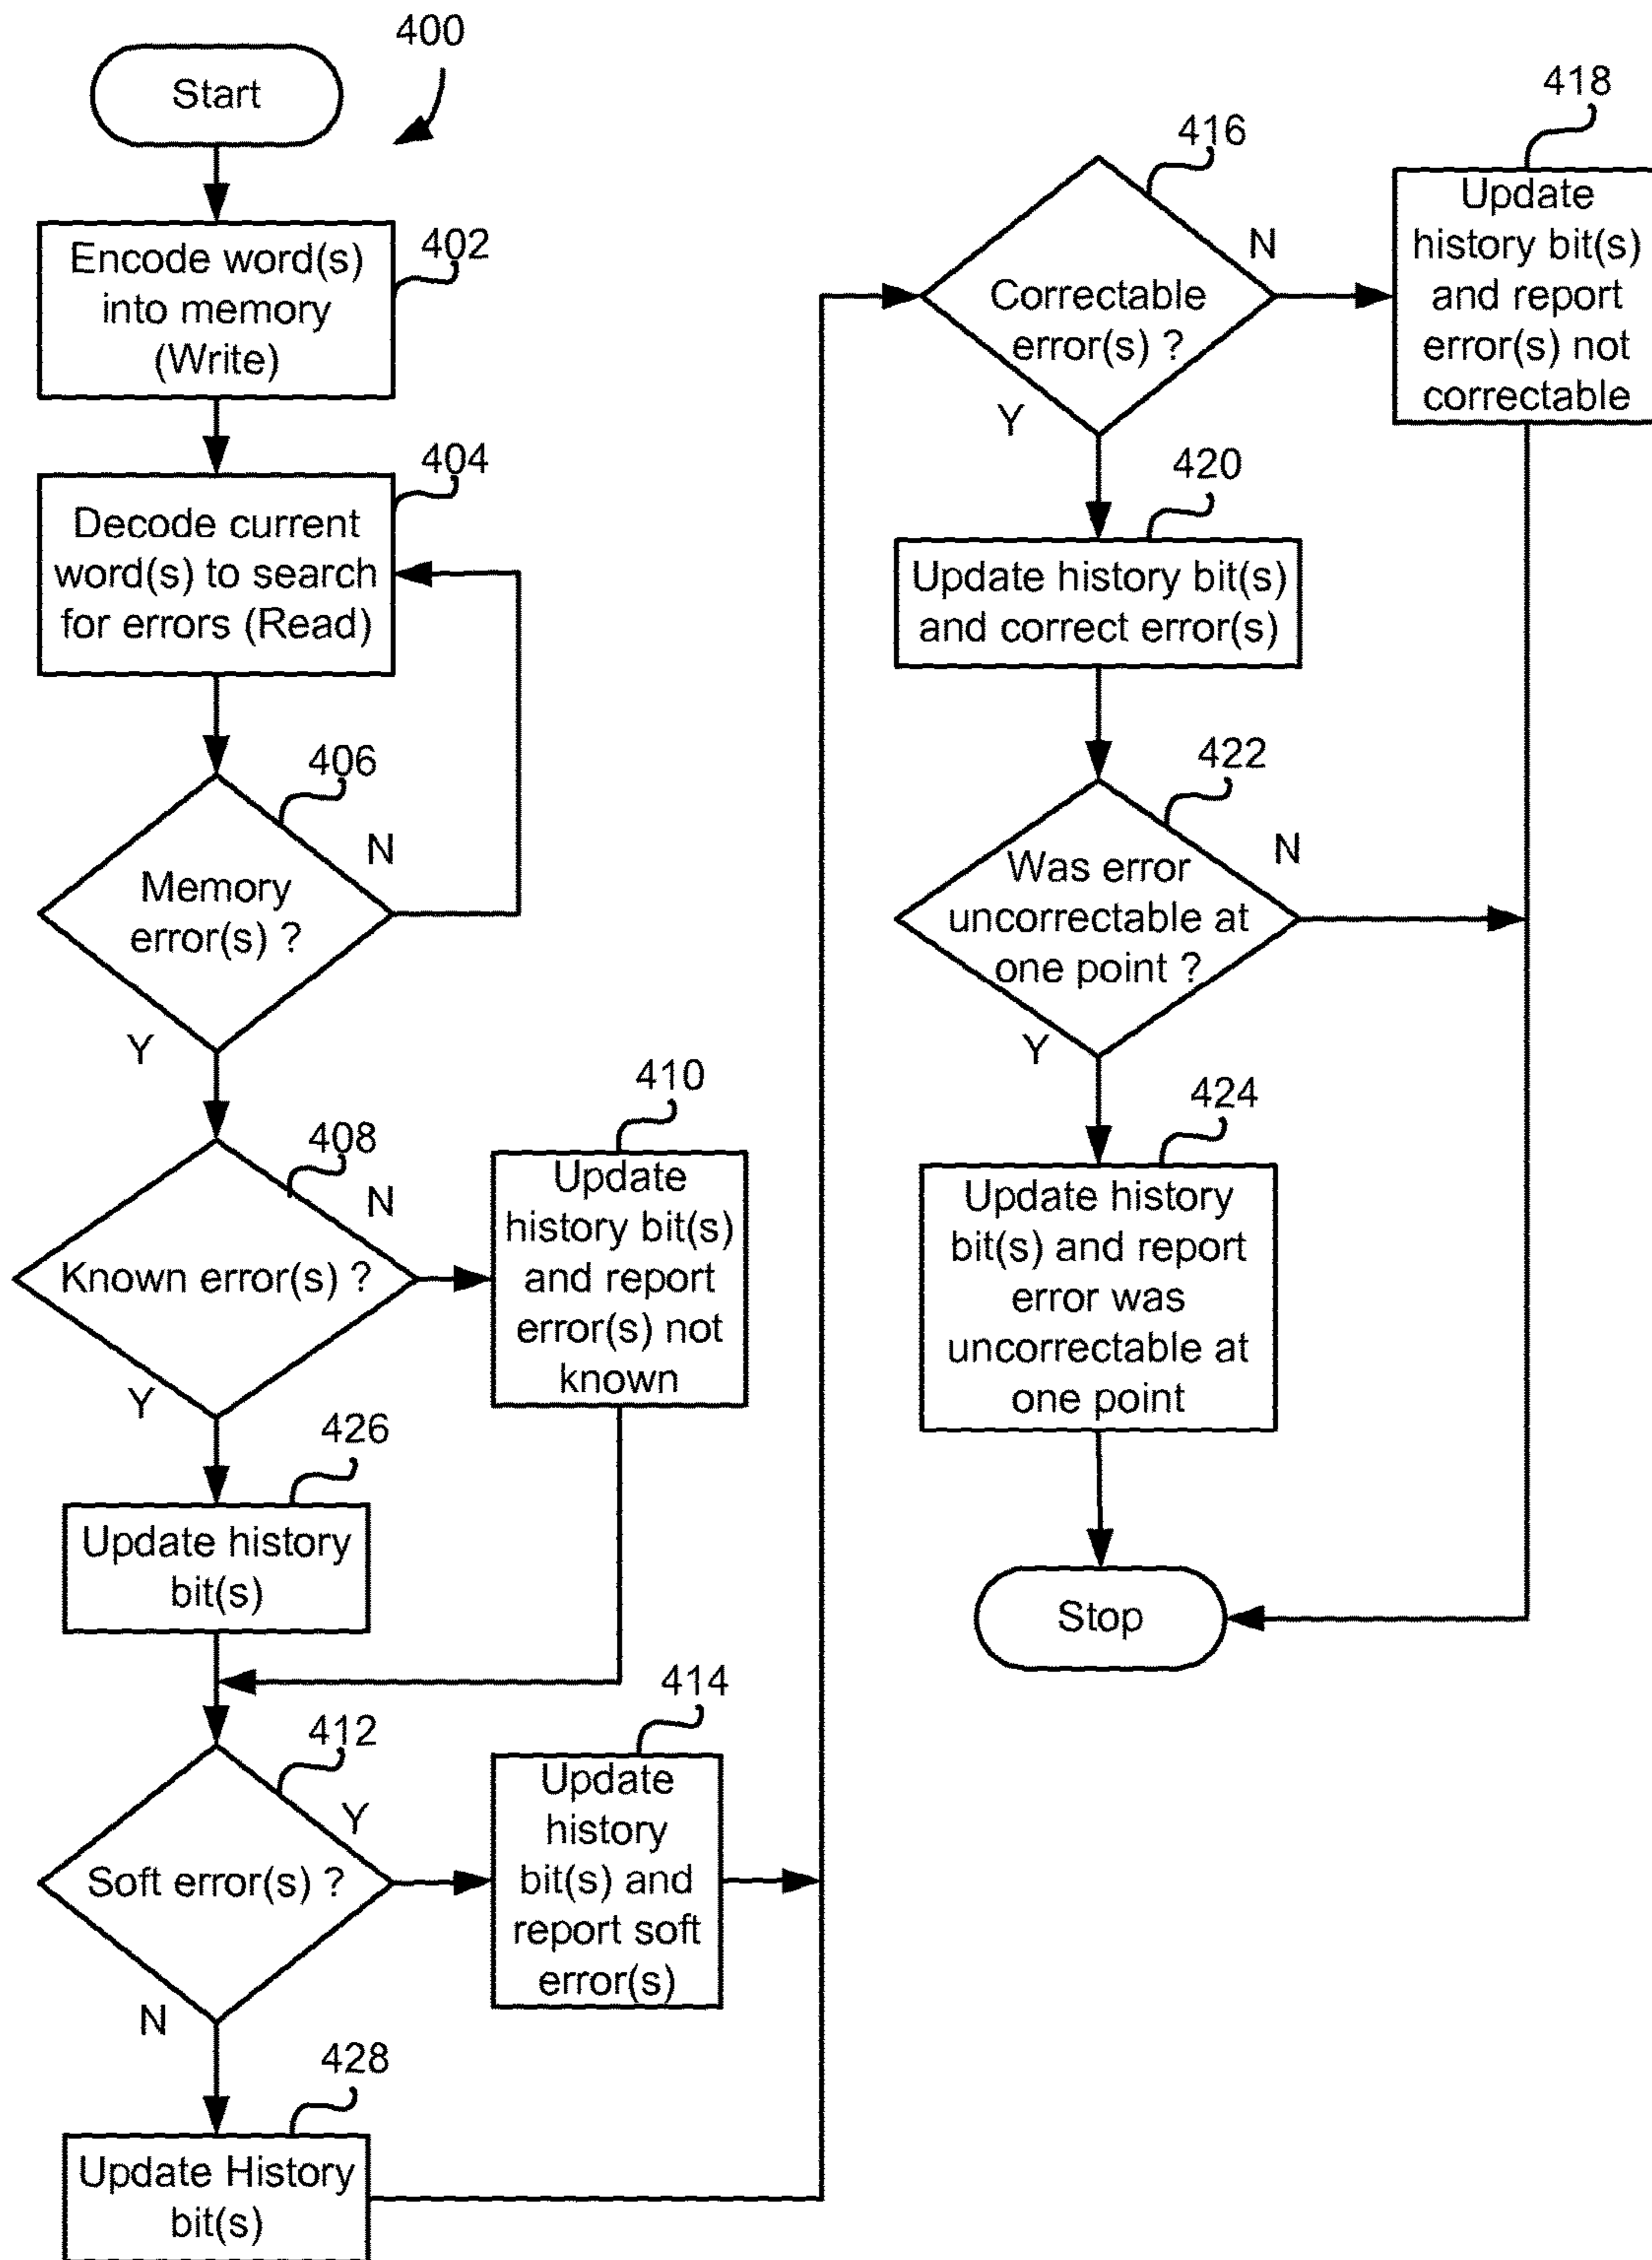 400
Start
402
Encode word(s)
into memory
(Write)
404
Decode current
word(s) to search
for errors (Read)
406
N
Memory
error(s) ?
Y
408
N
Known error(s) ?
Y
410
Update
history bit(s)
and report
error(s) not
known
426
Update history
bit(s)
412
Y
Soft error(s) ?
N
414
Update
history
bit(s) and
report soft
error(s)
428
Update History
bit(s)
416
N
Correctable
error(s) ?
Y
418
Update
history bit(s)
and report
error(s) not
correctable
420
Update history bit(s)
and correct error(s)
422
N
Was error
uncorrectable at
one point ?
Y
424
Update history
bit(s) and report
error was
uncorrectable at
one point
Stop